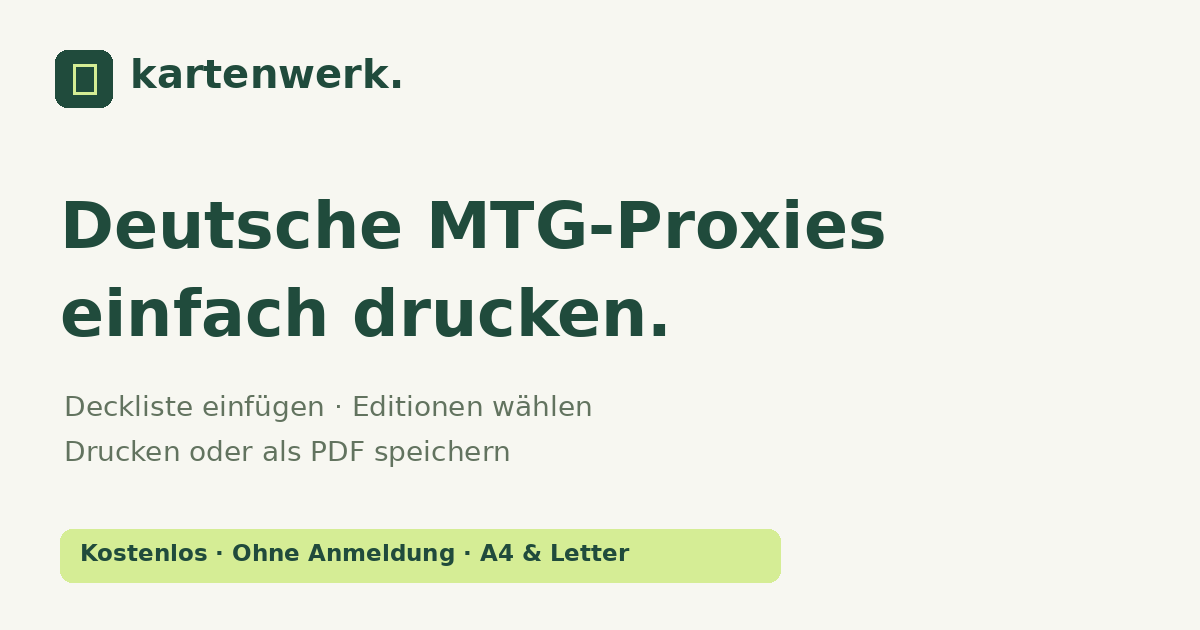 kartenwerk.
Deutsche MTG-Proxies
einfach drucken.
Deckliste einfügen · Editionen wählen
Drucken oder als PDF speichern
Kostenlos · Ohne Anmeldung · A4 & Letter